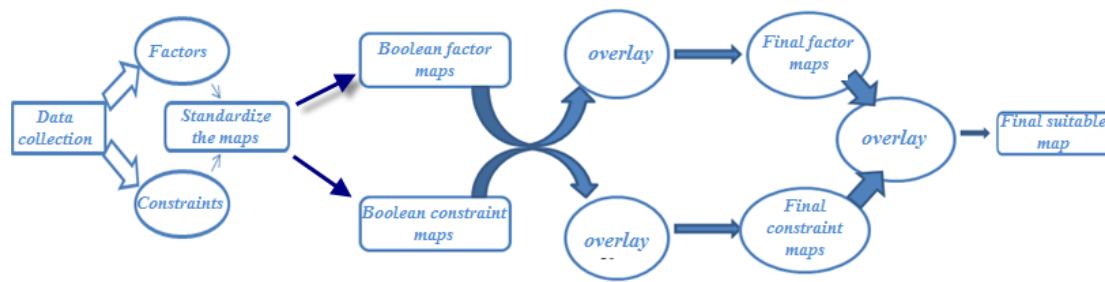 Factors
Data
collection
Constraints
Standardize
the maps
Boolean factor
maps
Boolean constraint
maps
overlay
overlay
Final factor
maps
Final
constraint
maps
overlay
Final suitable
map